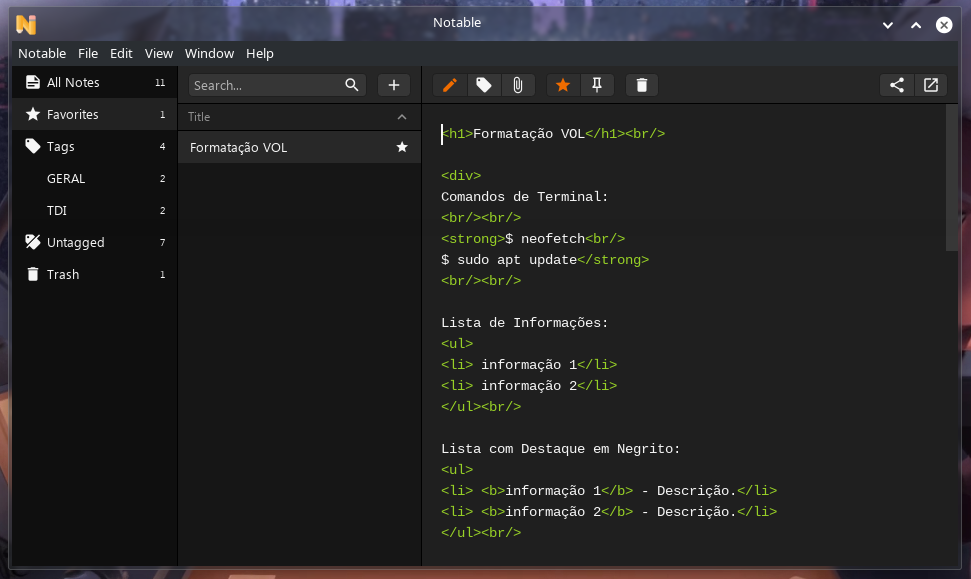 Notable
Notable File Edit View Window Help
All Notes 11
Favorites 1
Tags 4
GERAL 2
TDI 2
Untagged 7
Trash 1
Search...
Title
Formatação VOL
<h1>Formatação VOL</h1><br/>
<div>
Comandos de Terminal:
<br/><br/>
<strong>$ neofetch<br/>
$ sudo apt update</strong>
<br/><br/>
Lista de Informações:
<ul>
<li> informação 1</li>
<li> informação 2</li>
</ul><br/>
Lista com Destaque em Negrito:
<ul>
<li> <b>informação 1</b> - Descrição.</li>
<li> <b>informação 2</b> - Descrição.</li>
</ul><br/>